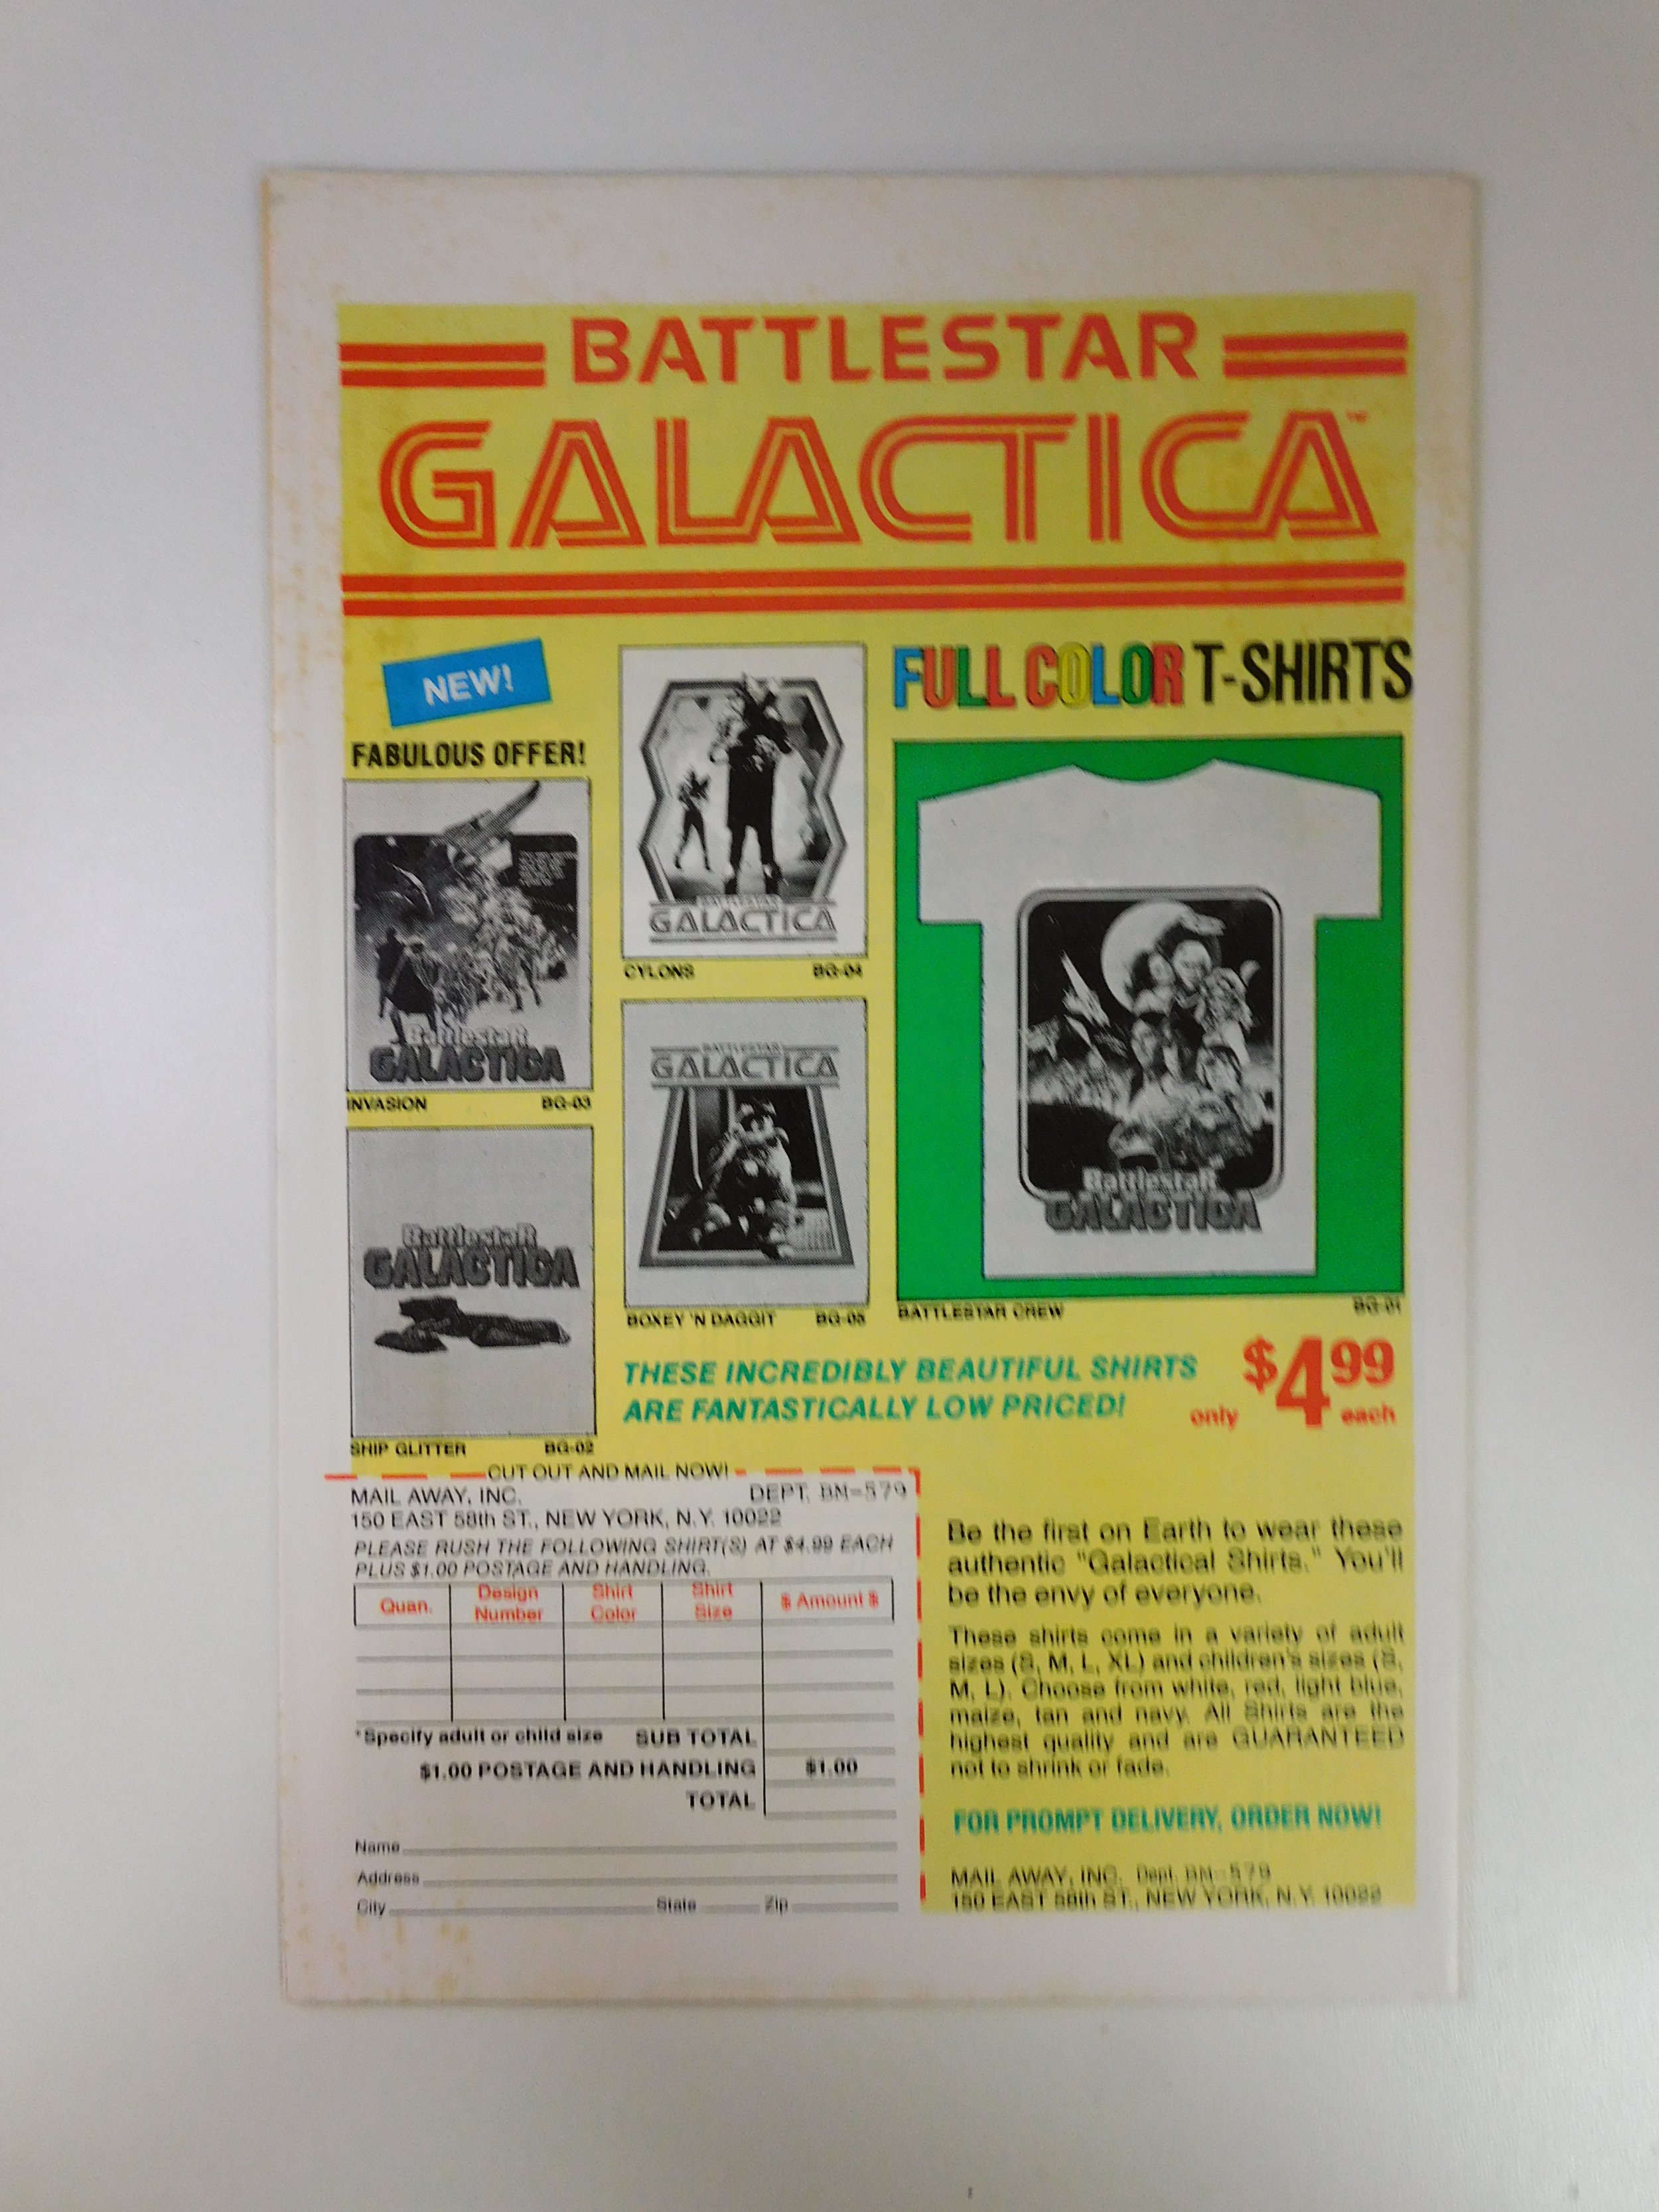 BATTLESTAR
GALACTICA™
NEW!
FABULOUS OFFER!
FULL COLOR T-SHIRTS
Battlestar
GALACTICA
INVASION BG-03
BATTLESTAR
GALACTICA
CYLONS BG-04
Battlestar
GALACTICA
SHIP GLITTER BG-02
BATTLESTAR
GALACTICA
BOXEY 'N DAGGIT BG-05
Battlestar
GALACTICA
BATTLESTAR CREW BG-01
THESE INCREDIBLY BEAUTIFUL SHIRTS
ARE FANTASTICALLY LOW PRICED!
only $4.99 each
CUT OUT AND MAIL NOW!
MAIL AWAY, INC. DEPT. BM-579
150 EAST 58th ST., NEW YORK, N.Y. 10022
PLEASE RUSH THE FOLLOWING SHIRT(S) AT $4.99 EACH
PLUS $1.00 POSTAGE AND HANDLING.
Quan. Design Number Shirt Color Shirt Size $ Amount $
*Specify adult or child size SUB TOTAL
$1.00 POSTAGE AND HANDLING $1.00
TOTAL
Name
Address
City State Zip
Be the first on Earth to wear these
authentic "Galactical Shirts." You'll
be the envy of everyone.
These shirts come in a variety of adult
sizes (S, M, L, XL) and children's sizes (S,
M, L). Choose from white, red, light blue,
maize, tan and navy. All Shirts are the
highest quality and are GUARANTEED
not to shrink or fade.
FOR PROMPT DELIVERY, ORDER NOW!
MAIL AWAY, INC. Dept. BM-579
150 EAST 58th ST., NEW YORK, N.Y. 10022